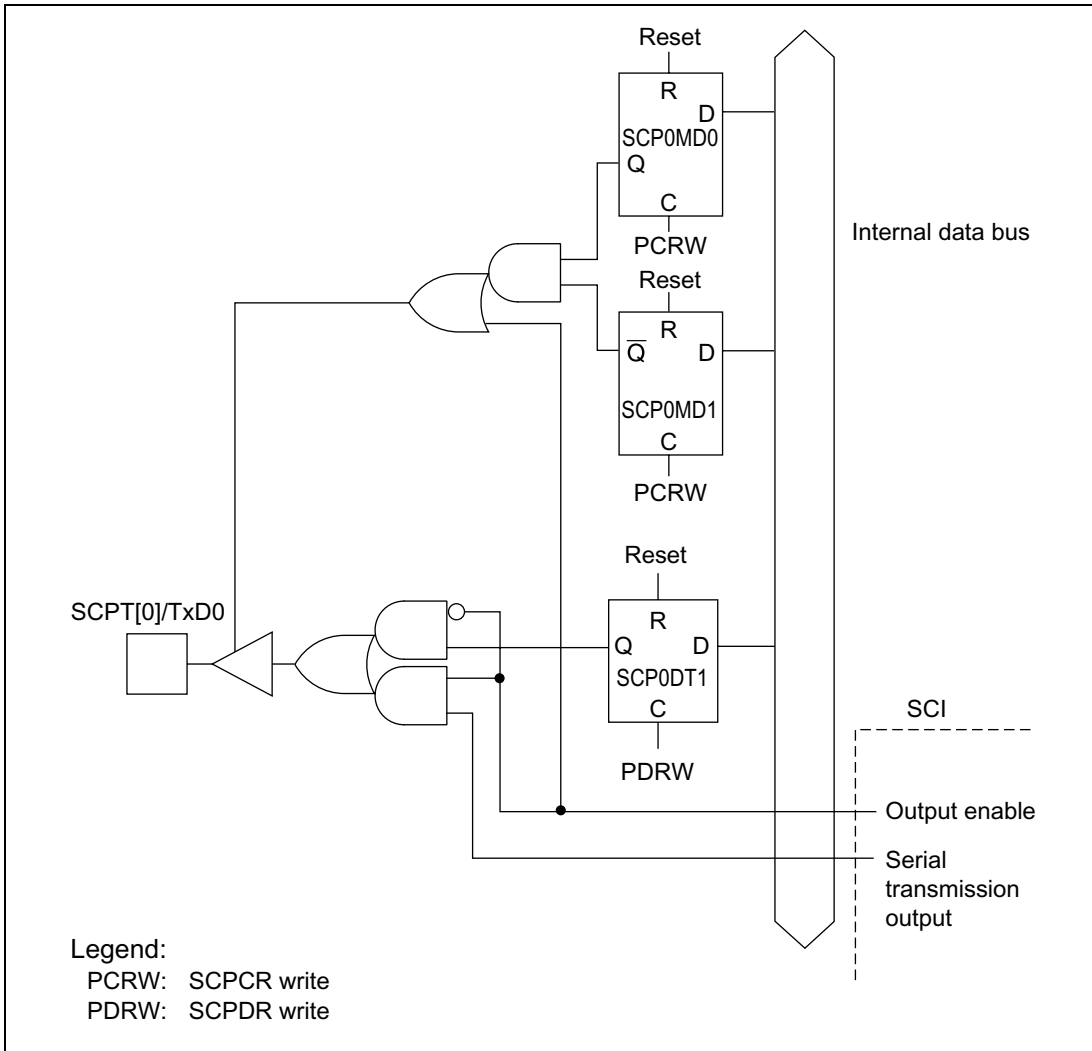 Reset
R
D
SCP0MD0
Q
C
PCRW
Internal data bus
Reset
R
Q̅
D
SCP0MD1
C
PCRW
Reset
SCPT[0]/TxD0
R
Q
D
SCP0DT1
C
SCI
PDRW
Output enable
Serial
transmission
output
Legend:
PCRW: SCPCR write
PDRW: SCPDR write